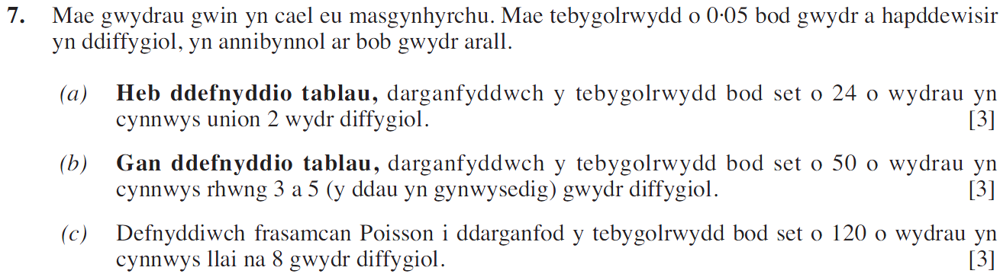 7. Mae gwydrau gwin yn cael eu masgynhyrchu. Mae tebygolrwydd o 0·05 bod gwydr a hapddewisir
yn ddiffygiol, yn annibynnol ar bob gwydr arall.
(a) Heb ddefnyddio tablau, darganfyddwch y tebygolrwydd bod set o 24 o wydrau yn
cynnwys union 2 wydr diffygiol. [3]
(b) Gan ddefnyddio tablau, darganfyddwch y tebygolrwydd bod set o 50 o wydrau yn
cynnwys rhwng 3 a 5 (y ddau yn gynwysedig) gwydr diffygiol. [3]
(c) Defnyddiwch frasamcan Poisson i ddarganfod y tebygolrwydd bod set o 120 o wydrau yn
cynnwys llai na 8 gwydr diffygiol. [3]